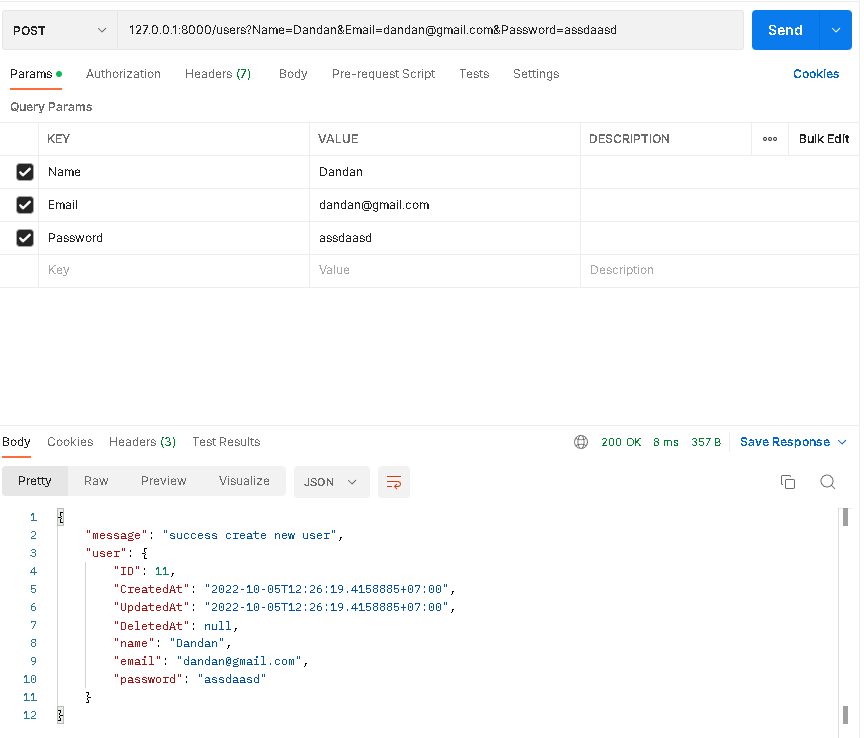 POST 127.0.0.1:8000/users?Name=Dandan&Email=dandan@gmail.com&Password=assdaasd Send
Params Authorization Headers (7) Body Pre-request Script Tests Settings Cookies
Query Params
KEY VALUE DESCRIPTION ooo Bulk Edit
Name Dandan
Email dandan@gmail.com
Password assdaasd
Key Value Description
Body Cookies Headers (3) Test Results 200 OK 8 ms 357 B Save Response
Pretty Raw Preview Visualize JSON
1 {
2 "message": "success create new user",
3 "user": {
4 "ID": 11,
5 "CreatedAt": "2022-10-05T12:26:19.4158885+07:00",
6 "UpdatedAt": "2022-10-05T12:26:19.4158885+07:00",
7 "DeletedAt": null,
8 "name": "Dandan",
9 "email": "dandan@gmail.com",
10 "password": "assdaasd"
11 }
12 }